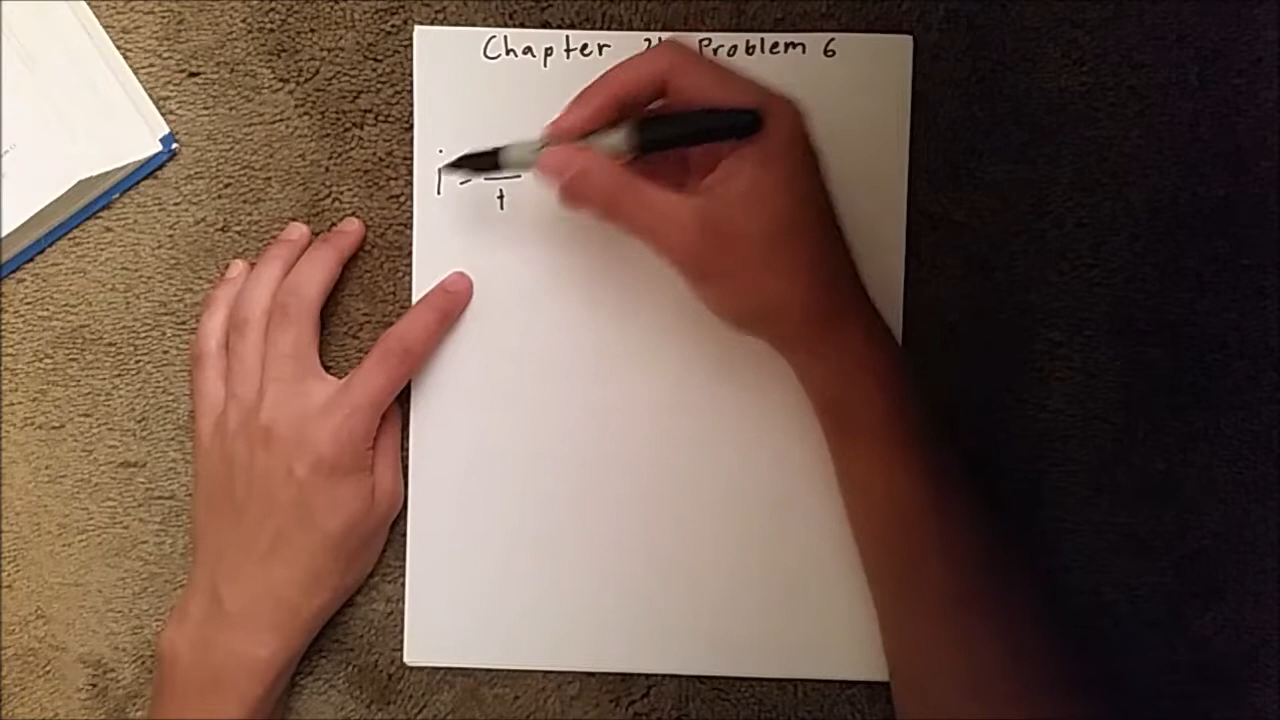 Chapter Problem 6
i = —
t